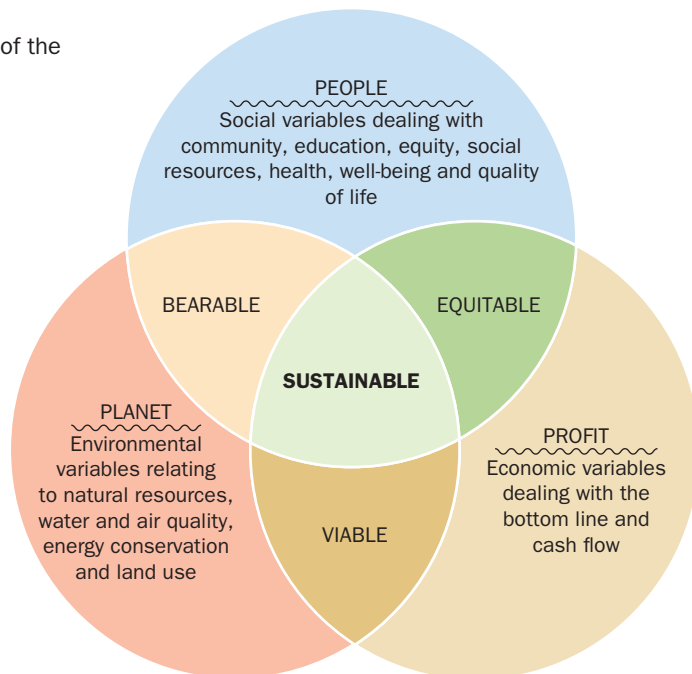 of the
PEOPLE
Social variables dealing with
community, education, equity, social
resources, health, well-being and quality
of life
BEARABLE
EQUITABLE
SUSTAINABLE
PLANET
Environmental
variables relating
to natural resources,
water and air quality,
energy conservation
and land use
PROFIT
Economic variables
dealing with the
bottom line and
cash flow
VIABLE